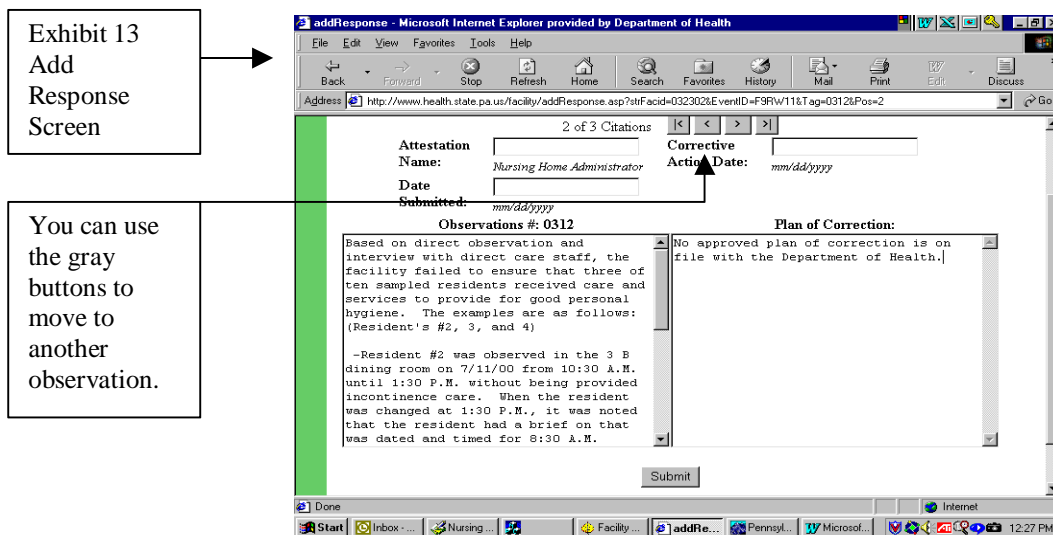 Exhibit 13
Add
Response
Screen
You can use
the gray
buttons to
move to
another
observation.
addResponse - Microsoft Internet Explorer provided by Department of Health
File Edit View Favorites Tools Help
Back Forward Stop Refresh Home Search Favorites History Mail Print Edit Discuss
Address http://www.health.state.pa.us/facility/addResponse.asp?strFacid=032302&EventID=F9RW11&Tag=0312&Pos=2 Go
2 of 3 Citations |< < > >|
Attestation Corrective
Name: Nursing Home Administrator Action Date: mm/dd/yyyy
Date
Submitted: mm/dd/yyyy
Observations #: 0312 Plan of Correction:
Based on direct observation and
interview with direct care staff, the
facility failed to ensure that three of
ten sampled residents received care and
services to provide for good personal
hygiene. The examples are as follows:
(Resident's #2, 3, and 4)
-Resident #2 was observed in the 3 B
dining room on 7/11/00 from 10:30 A.M.
until 1:30 P.M. without being provided
incontinence care. When the resident
was changed at 1:30 P.M., it was noted
that the resident had a brief on that
was dated and timed for 8:30 A.M.
No approved plan of correction is on
file with the Department of Health.
Submit
Done Internet
Start Inbox - ... Nursing ... Facility ... addRe... Pennsyl... Microsof... 12:27 PM